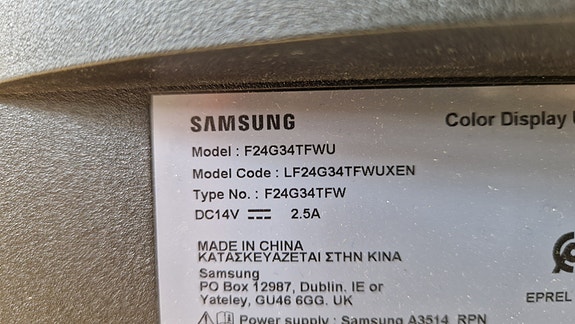 SAMSUNG
Color Display
Model : F24G34TFWU
Model Code : LF24G34TFWUXEN
Type No. : F24G34TFW
DC14V ⎓ 2.5A
MADE IN CHINA
ΚΑΤΑΣΚΕΥΑΖΕΤΑΙ ΣΤΗΝ ΚΙΝΑ
Samsung
PO Box 12987, Dublin. IE or
Yateley, GU46 6GG. UK
EPREL
Power supply : Samsung A3514_RPN